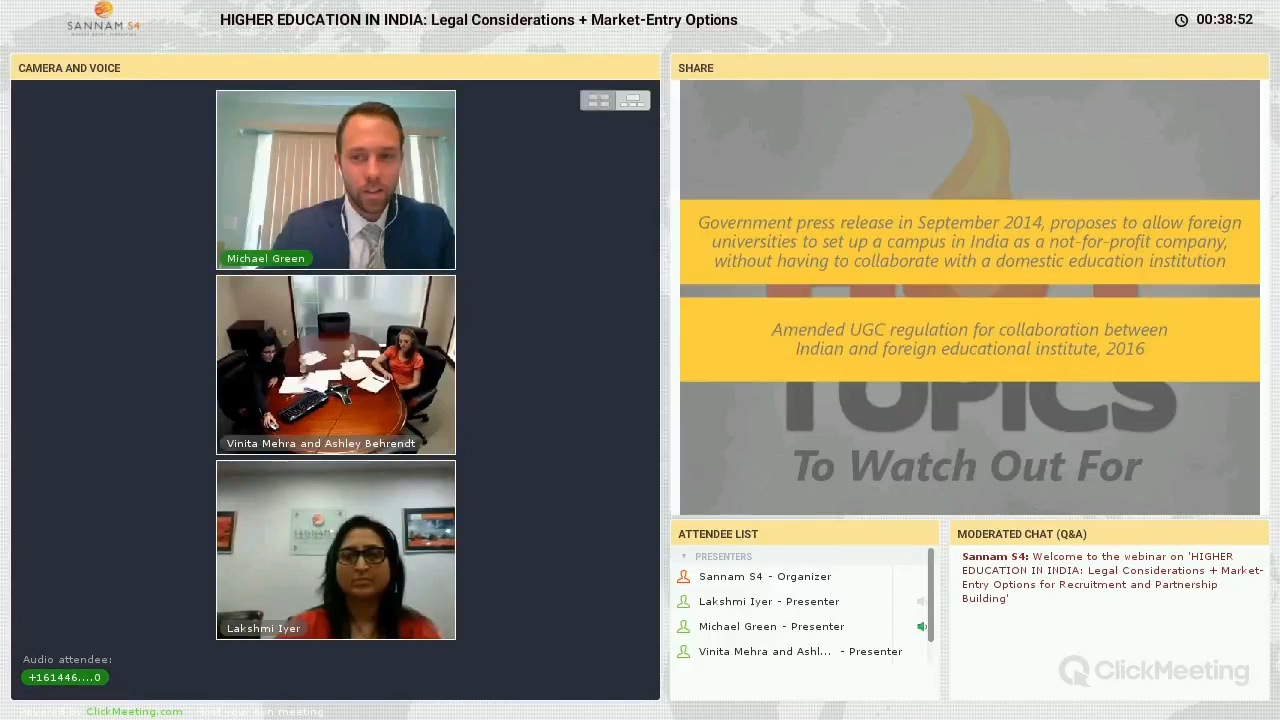 SANNAM S4
HIGHER EDUCATION IN INDIA: Legal Considerations + Market-Entry Options
00:38:52
CAMERA AND VOICE
Michael Green
Vinita Mehra and Ashley Behrendt
Lakshmi Iyer
Audio attendee:
+161446....0
ClickMeeting.com
SHARE
Government press release in September 2014, proposes to allow foreign
universities to set up a campus in India as a not-for-profit company,
without having to collaborate with a domestic education institution
Amended UGC regulation for collaboration between
Indian and foreign educational institute, 2016
TOPICS
To Watch Out For
ATTENDEE LIST
PRESENTERS
Sannam S4 - Organizer
Lakshmi Iyer - Presenter
Michael Green - Presenter
Vinita Mehra and Ashl... - Presenter
MODERATED CHAT (Q&A)
Sannam S4: Welcome to the webinar on 'HIGHER
EDUCATION IN INDIA: Legal Considerations + Market-
Entry Options for Recruitment and Partnership
Building'
ClickMeeting